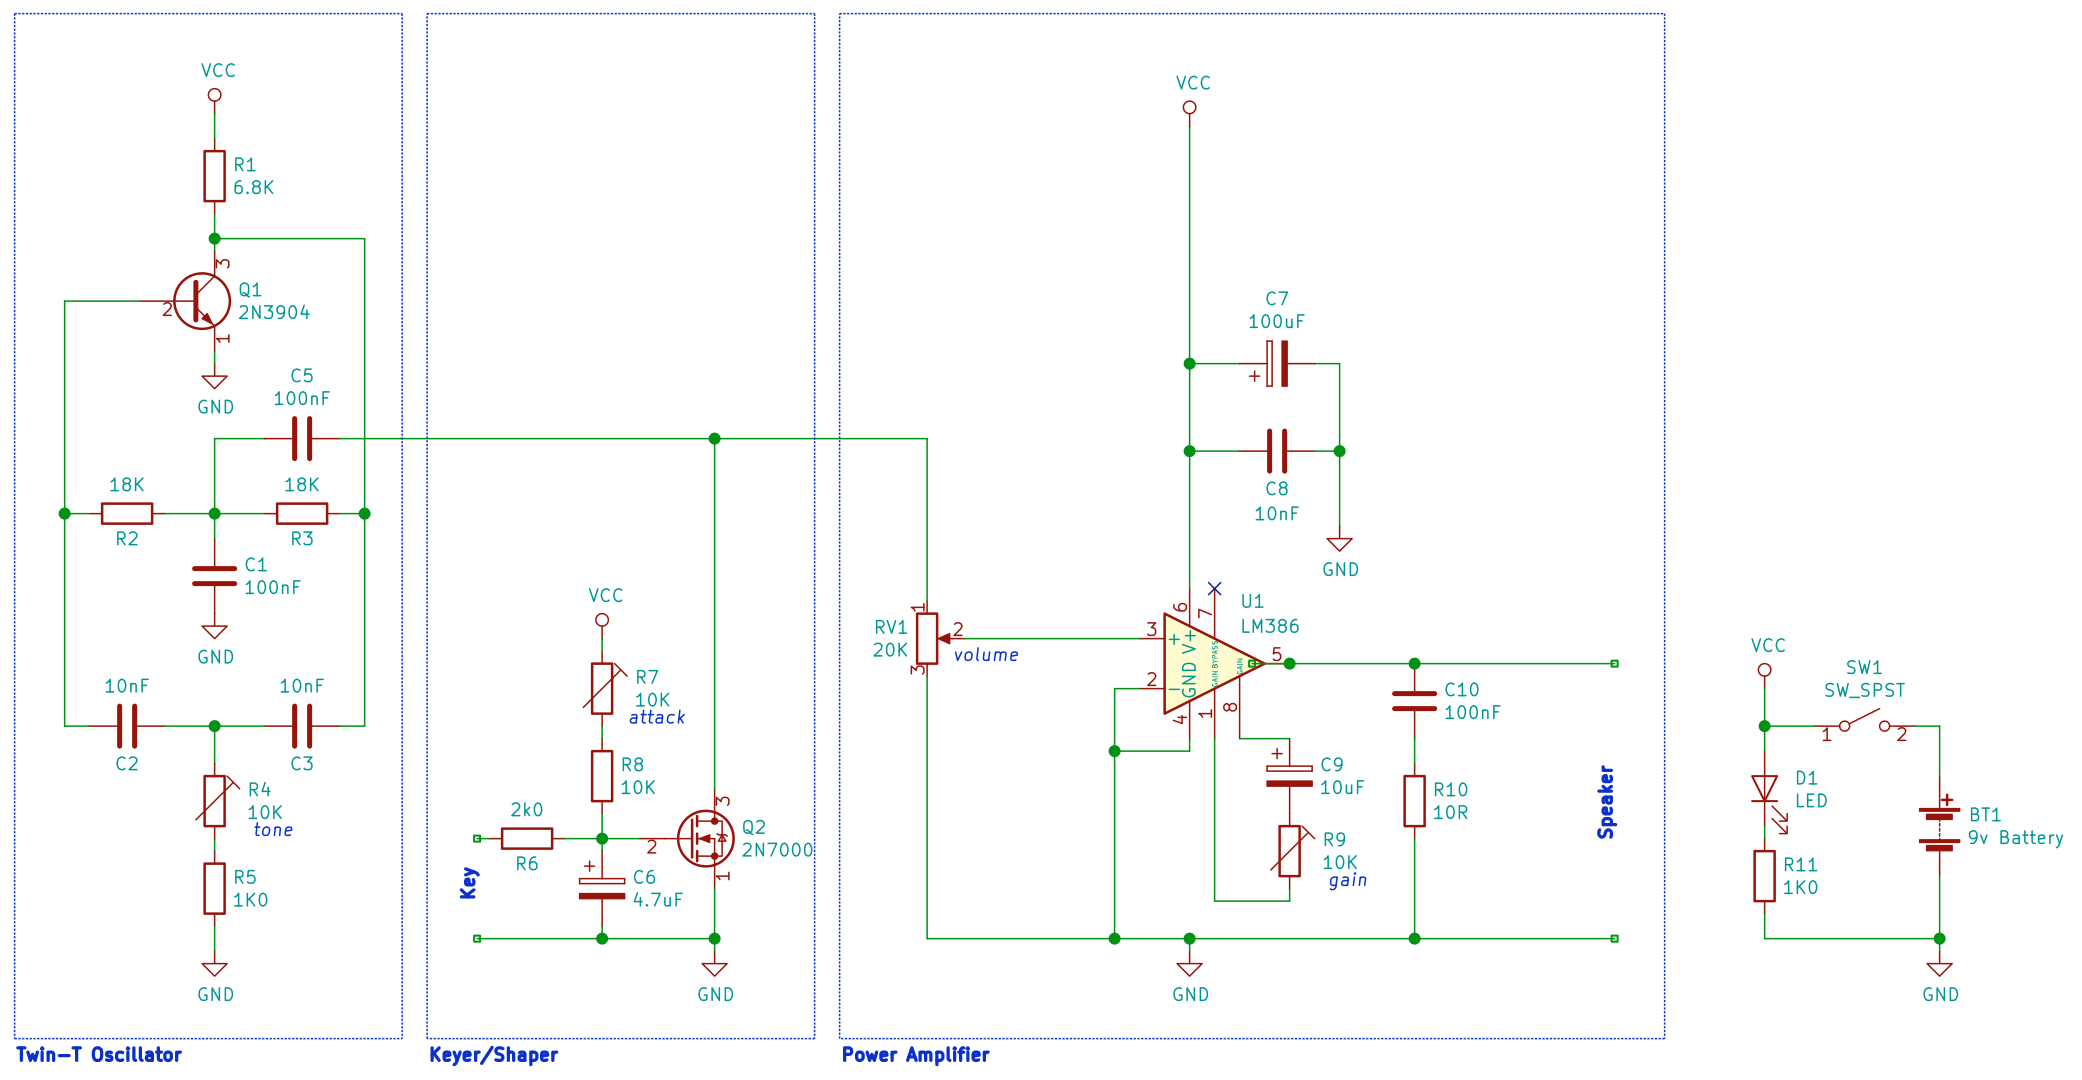 VCC
R1
6.8K
3
Q1
2N3904
2
1
GND
C5
100nF
18K
18K
R2
R3
C1
100nF
GND
10nF
10nF
C2
C3
R4
10K
tone
R5
1K0
GND
Twin-T Oscillator
VCC
R7
10K
attack
R8
10K
2k0
R6
Key
C6
4.7uF
+
2
3
Q2
2N7000
1
GND
Keyer/Shaper
VCC
C7
100uF
+
C8
10nF
GND
RV1
20K
1
2
3
volume
U1
LM386
6
7
3
+
V+
2
-
GND
GAIN
BYPASS
GAIN
5
4
1
8
+
C9
10uF
R9
10K
gain
C10
100nF
R10
10R
Speaker
GND
Power Amplifier
VCC
SW1
SW_SPST
1
2
D1
LED
R11
1K0
+
BT1
9v Battery
GND